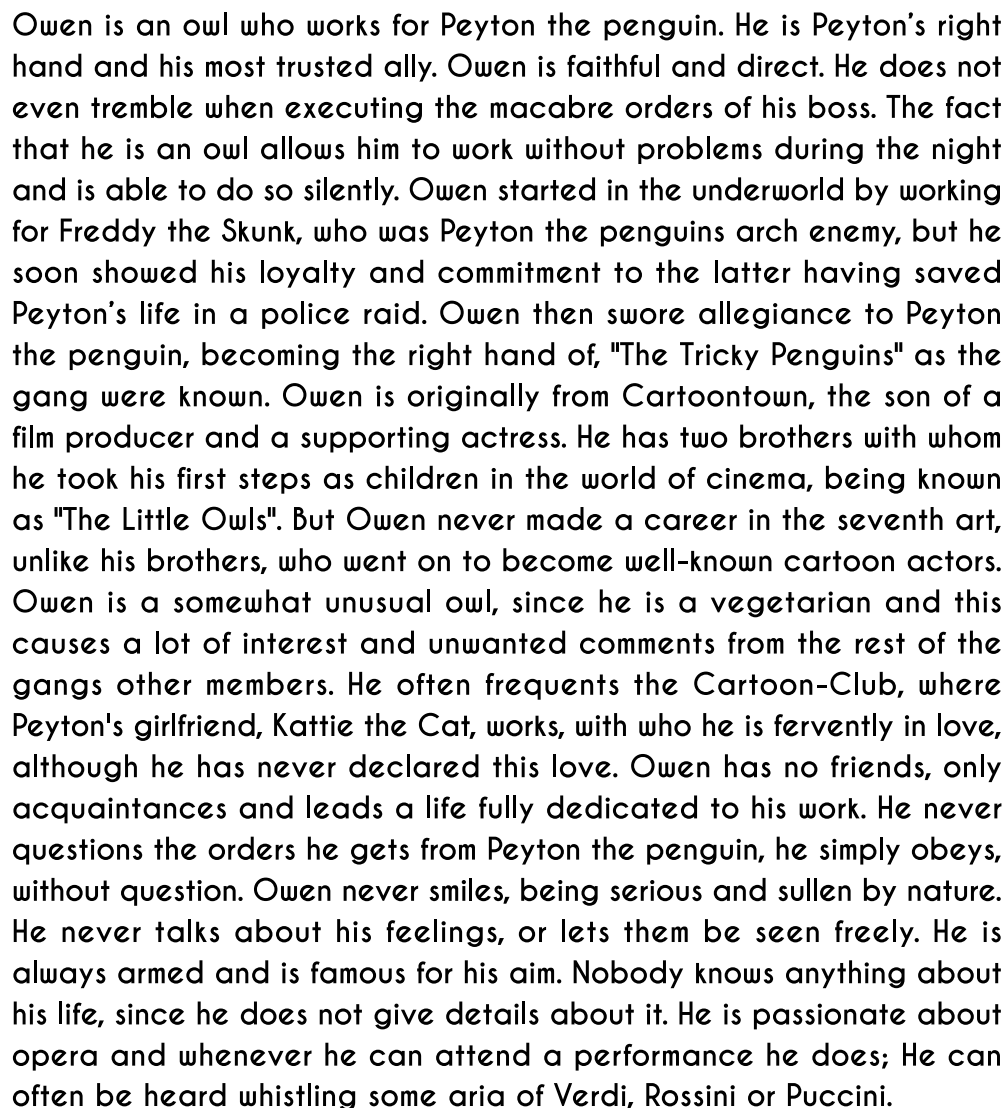 Owen is an owl who works for Peyton the penguin. He is Peyton's right
hand and his most trusted ally. Owen is faithful and direct. He does not
even tremble when executing the macabre orders of his boss. The fact
that he is an owl allows him to work without problems during the night
and is able to do so silently. Owen started in the underworld by working
for Freddy the Skunk, who was Peyton the penguins arch enemy, but he
soon showed his loyalty and commitment to the latter having saved
Peyton's life in a police raid. Owen then swore allegiance to Peyton
the penguin, becoming the right hand of, "The Tricky Penguins" as the
gang were known. Owen is originally from Cartoontown, the son of a
film producer and a supporting actress. He has two brothers with whom
he took his first steps as children in the world of cinema, being known
as "The Little Owls". But Owen never made a career in the seventh art,
unlike his brothers, who went on to become well-known cartoon actors.
Owen is a somewhat unusual owl, since he is a vegetarian and this
causes a lot of interest and unwanted comments from the rest of the
gangs other members. He often frequents the Cartoon-Club, where
Peyton's girlfriend, Kattie the Cat, works, with who he is fervently in love,
although he has never declared this love. Owen has no friends, only
acquaintances and leads a life fully dedicated to his work. He never
questions the orders he gets from Peyton the penguin, he simply obeys,
without question. Owen never smiles, being serious and sullen by nature.
He never talks about his feelings, or lets them be seen freely. He is
always armed and is famous for his aim. Nobody knows anything about
his life, since he does not give details about it. He is passionate about
opera and whenever he can attend a performance he does; He can
often be heard whistling some aria of Verdi, Rossini or Puccini.